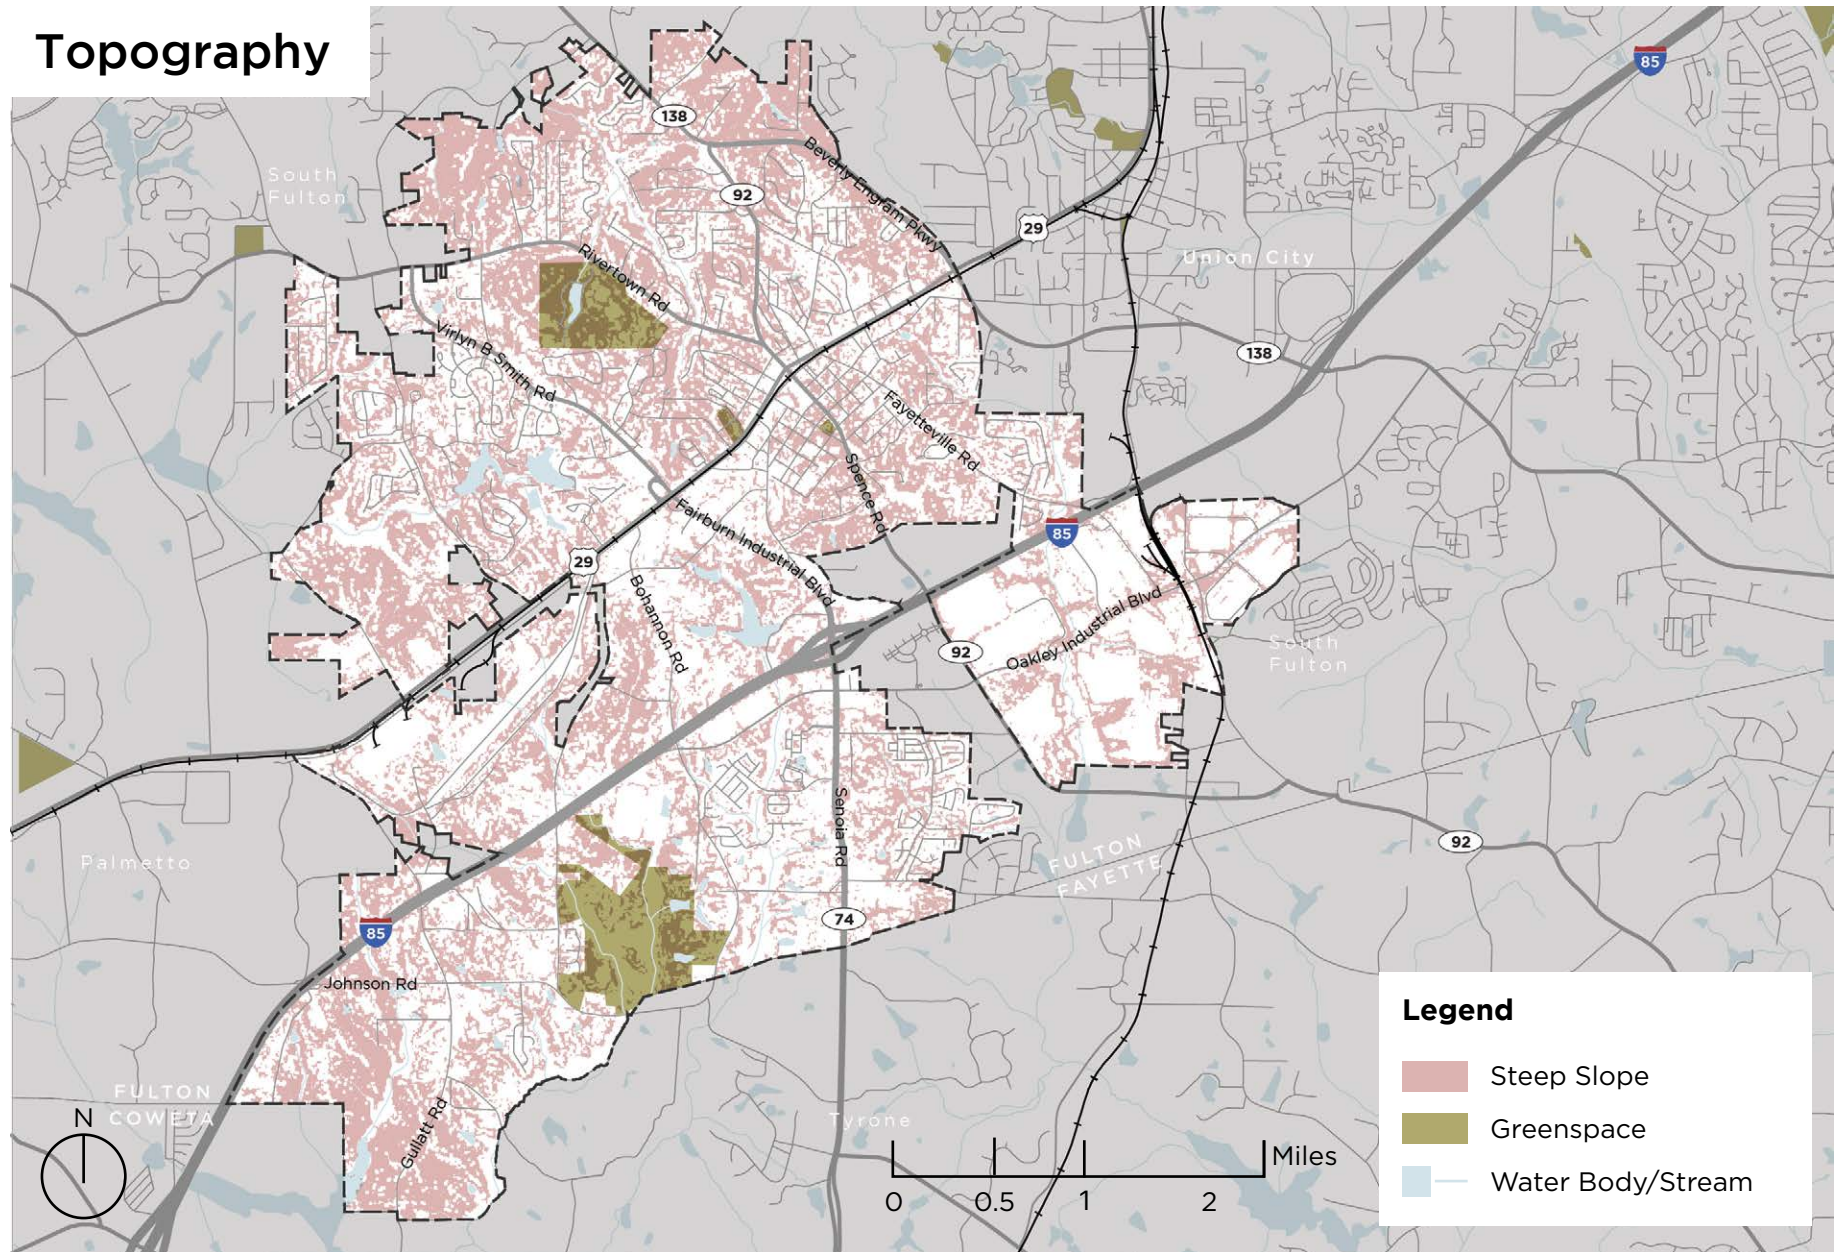 Topography
85
138
South
Fulton
Beverly Engram Pkwy
92
29
Union City
Rivertown Rd
Virlyn B Smith Rd
138
Fayetteville Rd
Spence Rd
Fairburn Industrial Blvd
85
29
Bohannon Rd
Oakley Industrial Blvd
92
South
Fulton
Senoia Rd
Palmetto
FULTON
FAYETTE
92
74
85
Johnson Rd
Legend
Steep Slope
Greenspace
Water Body/Stream
FULTON
COWETA
N
Gullatt Rd
Tyrone
Miles
0 0.5 1 2